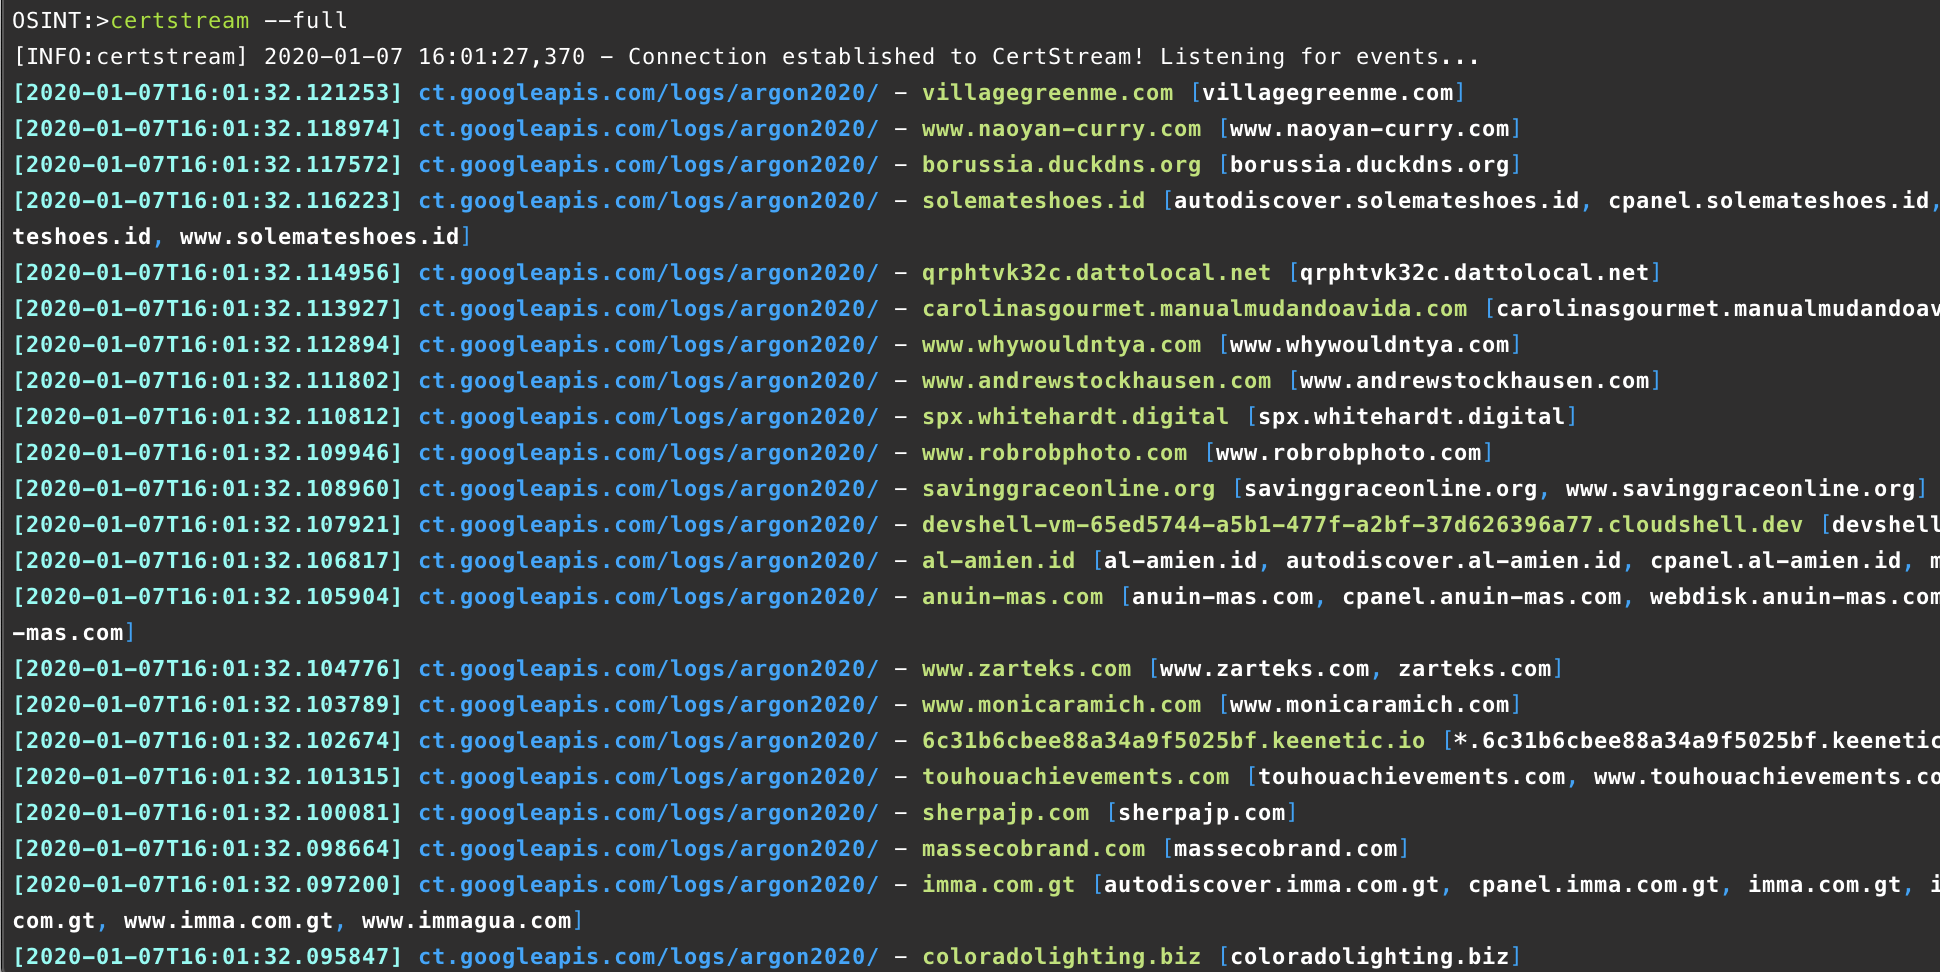 OSINT:>certstream --full
[INFO:certstream] 2020-01-07 16:01:27,370 - Connection established to CertStream! Listening for events...
[2020-01-07T16:01:32.121253] ct.googleapis.com/logs/argon2020/ - villagegreenme.com [villagegreenme.com]
[2020-01-07T16:01:32.118974] ct.googleapis.com/logs/argon2020/ - www.naoyan-curry.com [www.naoyan-curry.com]
[2020-01-07T16:01:32.117572] ct.googleapis.com/logs/argon2020/ - borussia.duckdns.org [borussia.duckdns.org]
[2020-01-07T16:01:32.116223] ct.googleapis.com/logs/argon2020/ - solemateshoes.id [autodiscover.solemateshoes.id, cpanel.solemateshoes.id,
teshoes.id, www.solemateshoes.id]
[2020-01-07T16:01:32.114956] ct.googleapis.com/logs/argon2020/ - qrphtvk32c.dattolocal.net [qrphtvk32c.dattolocal.net]
[2020-01-07T16:01:32.113927] ct.googleapis.com/logs/argon2020/ - carolinasgourmet.manualmudandoavida.com [carolinasgourmet.manualmudandoav
[2020-01-07T16:01:32.112894] ct.googleapis.com/logs/argon2020/ - www.whywouldntya.com [www.whywouldntya.com]
[2020-01-07T16:01:32.111802] ct.googleapis.com/logs/argon2020/ - www.andrewstockhausen.com [www.andrewstockhausen.com]
[2020-01-07T16:01:32.110812] ct.googleapis.com/logs/argon2020/ - spx.whitehardt.digital [spx.whitehardt.digital]
[2020-01-07T16:01:32.109946] ct.googleapis.com/logs/argon2020/ - www.robrobphoto.com [www.robrobphoto.com]
[2020-01-07T16:01:32.108960] ct.googleapis.com/logs/argon2020/ - savinggraceonline.org [savinggraceonline.org, www.savinggraceonline.org]
[2020-01-07T16:01:32.107921] ct.googleapis.com/logs/argon2020/ - devshell-vm-65ed5744-a5b1-477f-a2bf-37d626396a77.cloudshell.dev [devshell
[2020-01-07T16:01:32.106817] ct.googleapis.com/logs/argon2020/ - al-amien.id [al-amien.id, autodiscover.al-amien.id, cpanel.al-amien.id, m
[2020-01-07T16:01:32.105904] ct.googleapis.com/logs/argon2020/ - anuin-mas.com [anuin-mas.com, cpanel.anuin-mas.com, webdisk.anuin-mas.com
-mas.com]
[2020-01-07T16:01:32.104776] ct.googleapis.com/logs/argon2020/ - www.zarteks.com [www.zarteks.com, zarteks.com]
[2020-01-07T16:01:32.103789] ct.googleapis.com/logs/argon2020/ - www.monicaramich.com [www.monicaramich.com]
[2020-01-07T16:01:32.102674] ct.googleapis.com/logs/argon2020/ - 6c31b6cbee88a34a9f5025bf.keenetic.io [*.6c31b6cbee88a34a9f5025bf.keenetic
[2020-01-07T16:01:32.101315] ct.googleapis.com/logs/argon2020/ - touhouachievements.com [touhouachievements.com, www.touhouachievements.co
[2020-01-07T16:01:32.100081] ct.googleapis.com/logs/argon2020/ - sherpajp.com [sherpajp.com]
[2020-01-07T16:01:32.098664] ct.googleapis.com/logs/argon2020/ - massecobrand.com [massecobrand.com]
[2020-01-07T16:01:32.097200] ct.googleapis.com/logs/argon2020/ - imma.com.gt [autodiscover.imma.com.gt, cpanel.imma.com.gt, imma.com.gt, i
com.gt, www.imma.com.gt, www.immagua.com]
[2020-01-07T16:01:32.095847] ct.googleapis.com/logs/argon2020/ - coloradolighting.biz [coloradolighting.biz]